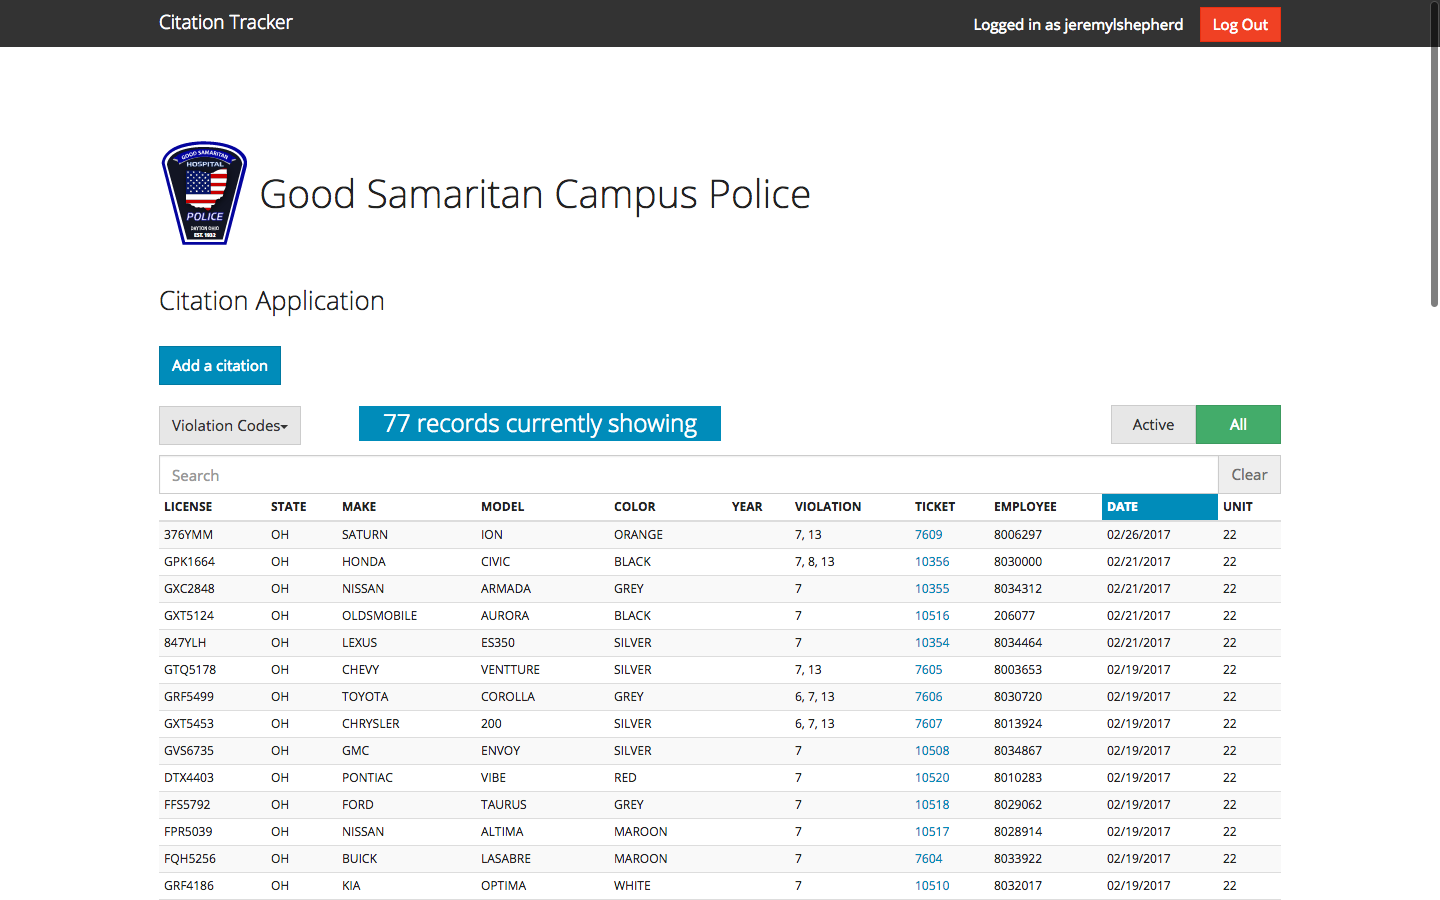 Citation Tracker Logged in as jeremylshepherd Log Out
GOOD SAMARITAN
HOSPITAL
POLICE
DAYTON OHIO
EST. 1932
Good Samaritan Campus Police
Citation Application
Add a citation
Violation Codes 77 records currently showing Active All
Search Clear
LICENSE STATE MAKE MODEL COLOR YEAR VIOLATION TICKET EMPLOYEE DATE UNIT
376YMM OH SATURN ION ORANGE 7, 13 7609 8006297 02/26/2017 22
GPK1664 OH HONDA CIVIC BLACK 7, 8, 13 10356 8030000 02/21/2017 22
GXC2848 OH NISSAN ARMADA GREY 7 10355 8034312 02/21/2017 22
GXT5124 OH OLDSMOBILE AURORA BLACK 7 10516 206077 02/21/2017 22
847YLH OH LEXUS ES350 SILVER 7 10354 8034464 02/21/2017 22
GTQ5178 OH CHEVY VENTTURE SILVER 7, 13 7605 8003653 02/19/2017 22
GRF5499 OH TOYOTA COROLLA GREY 6, 7, 13 7606 8030720 02/19/2017 22
GXT5453 OH CHRYSLER 200 SILVER 6, 7, 13 7607 8013924 02/19/2017 22
GVS6735 OH GMC ENVOY SILVER 7 10508 8034867 02/19/2017 22
DTX4403 OH PONTIAC VIBE RED 7 10520 8010283 02/19/2017 22
FFS5792 OH FORD TAURUS GREY 7 10518 8029062 02/19/2017 22
FPR5039 OH NISSAN ALTIMA MAROON 7 10517 8028914 02/19/2017 22
FQH5256 OH BUICK LASABRE MAROON 7 7604 8033922 02/19/2017 22
GRF4186 OH KIA OPTIMA WHITE 7 10510 8032017 02/19/2017 22